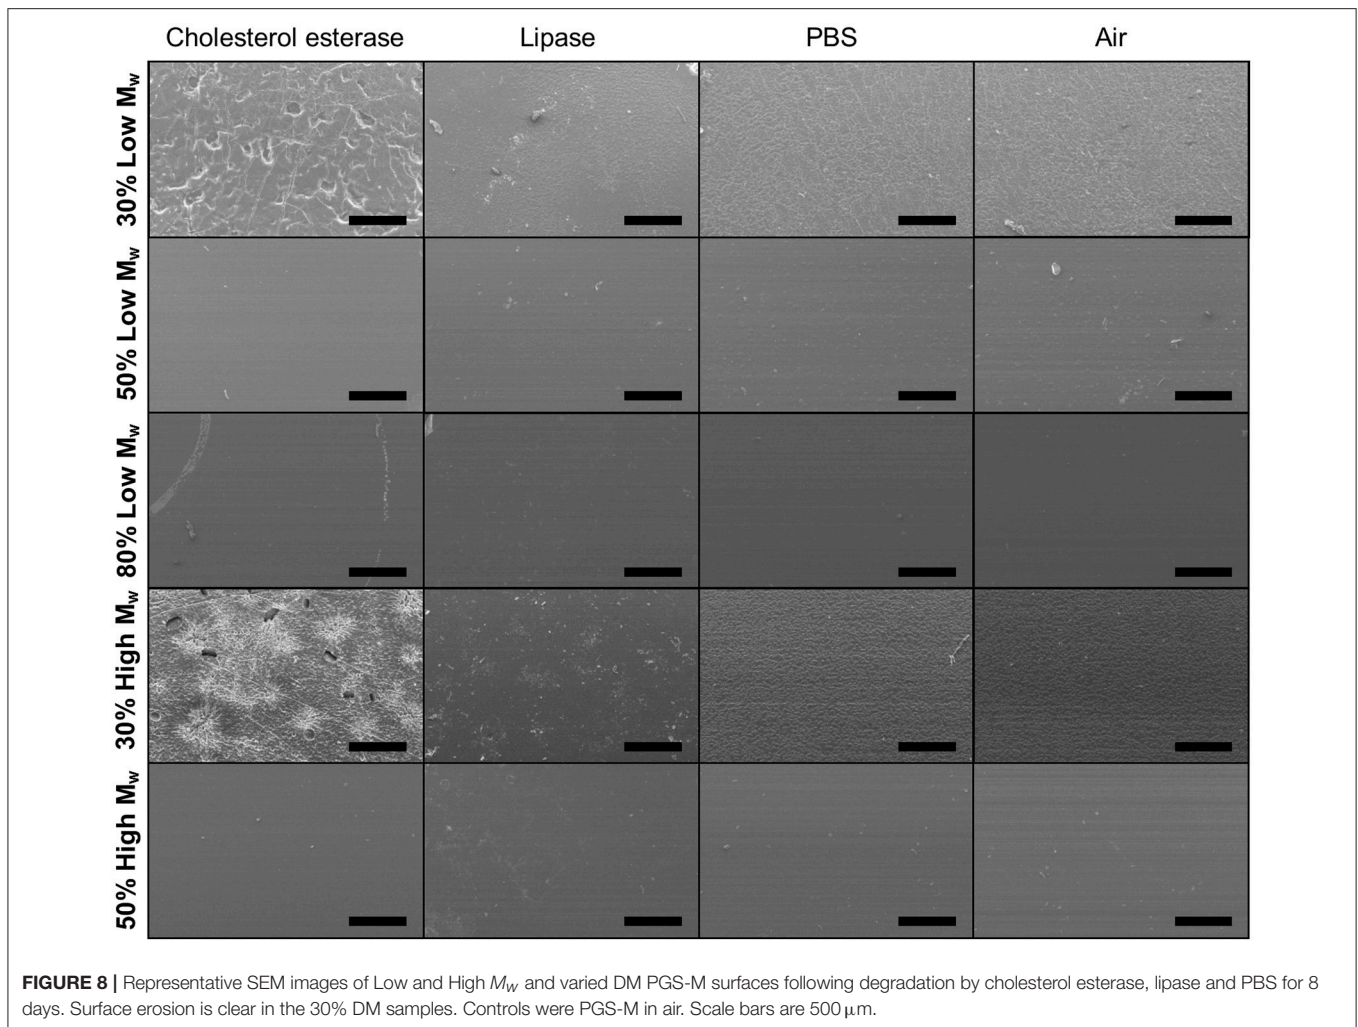 Cholesterol esterase Lipase PBS Air
30% Low Mw
50% Low Mw
80% Low Mw
30% High Mw
50% High Mw
FIGURE 8 | Representative SEM images of Low and High MW and varied DM PGS-M surfaces following degradation by cholesterol esterase, lipase and PBS for 8
days. Surface erosion is clear in the 30% DM samples. Controls were PGS-M in air. Scale bars are 500 μm.